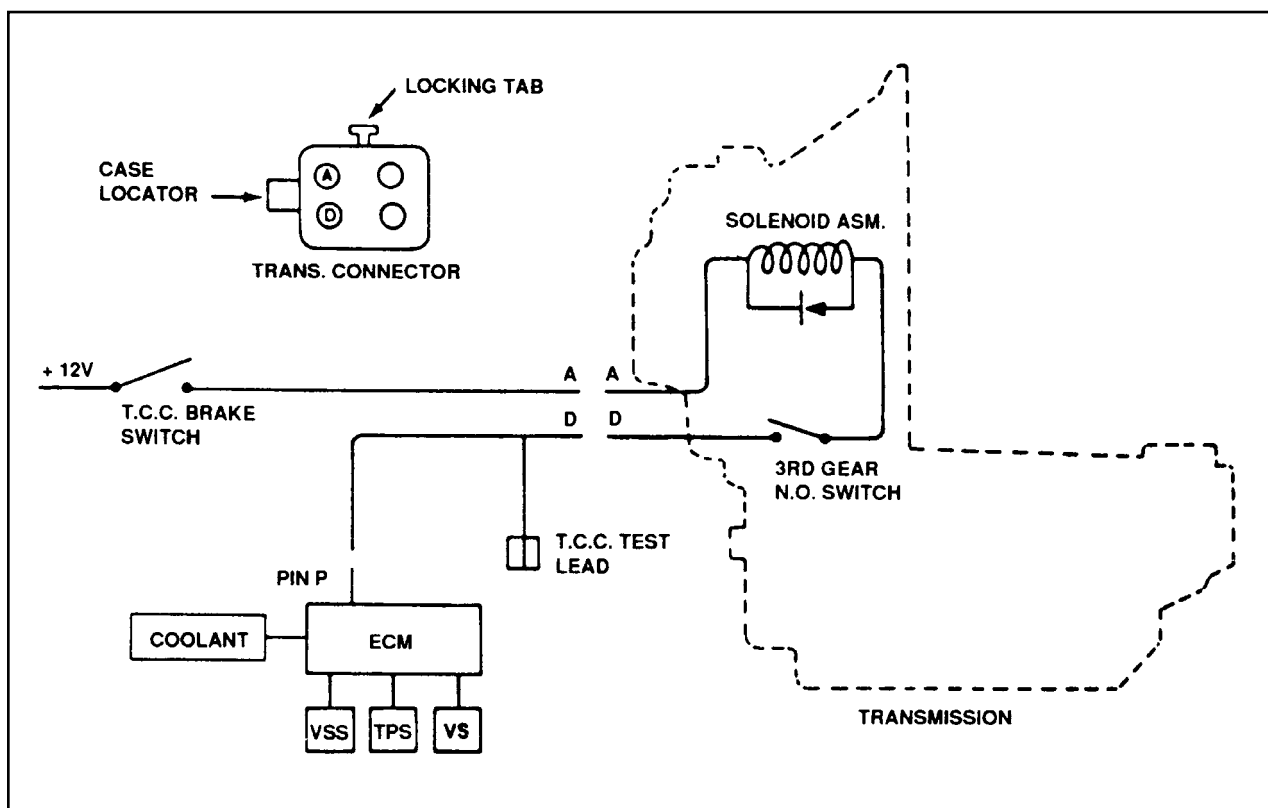 LOCKING TAB
CASE
LOCATOR
A
D
TRANS. CONNECTOR
SOLENOID ASM.
+ 12V
T.C.C. BRAKE
SWITCH
A A
D D
3RD GEAR
N.O. SWITCH
T.C.C. TEST
LEAD
PIN P
COOLANT
ECM
VSS
TPS
VS
TRANSMISSION